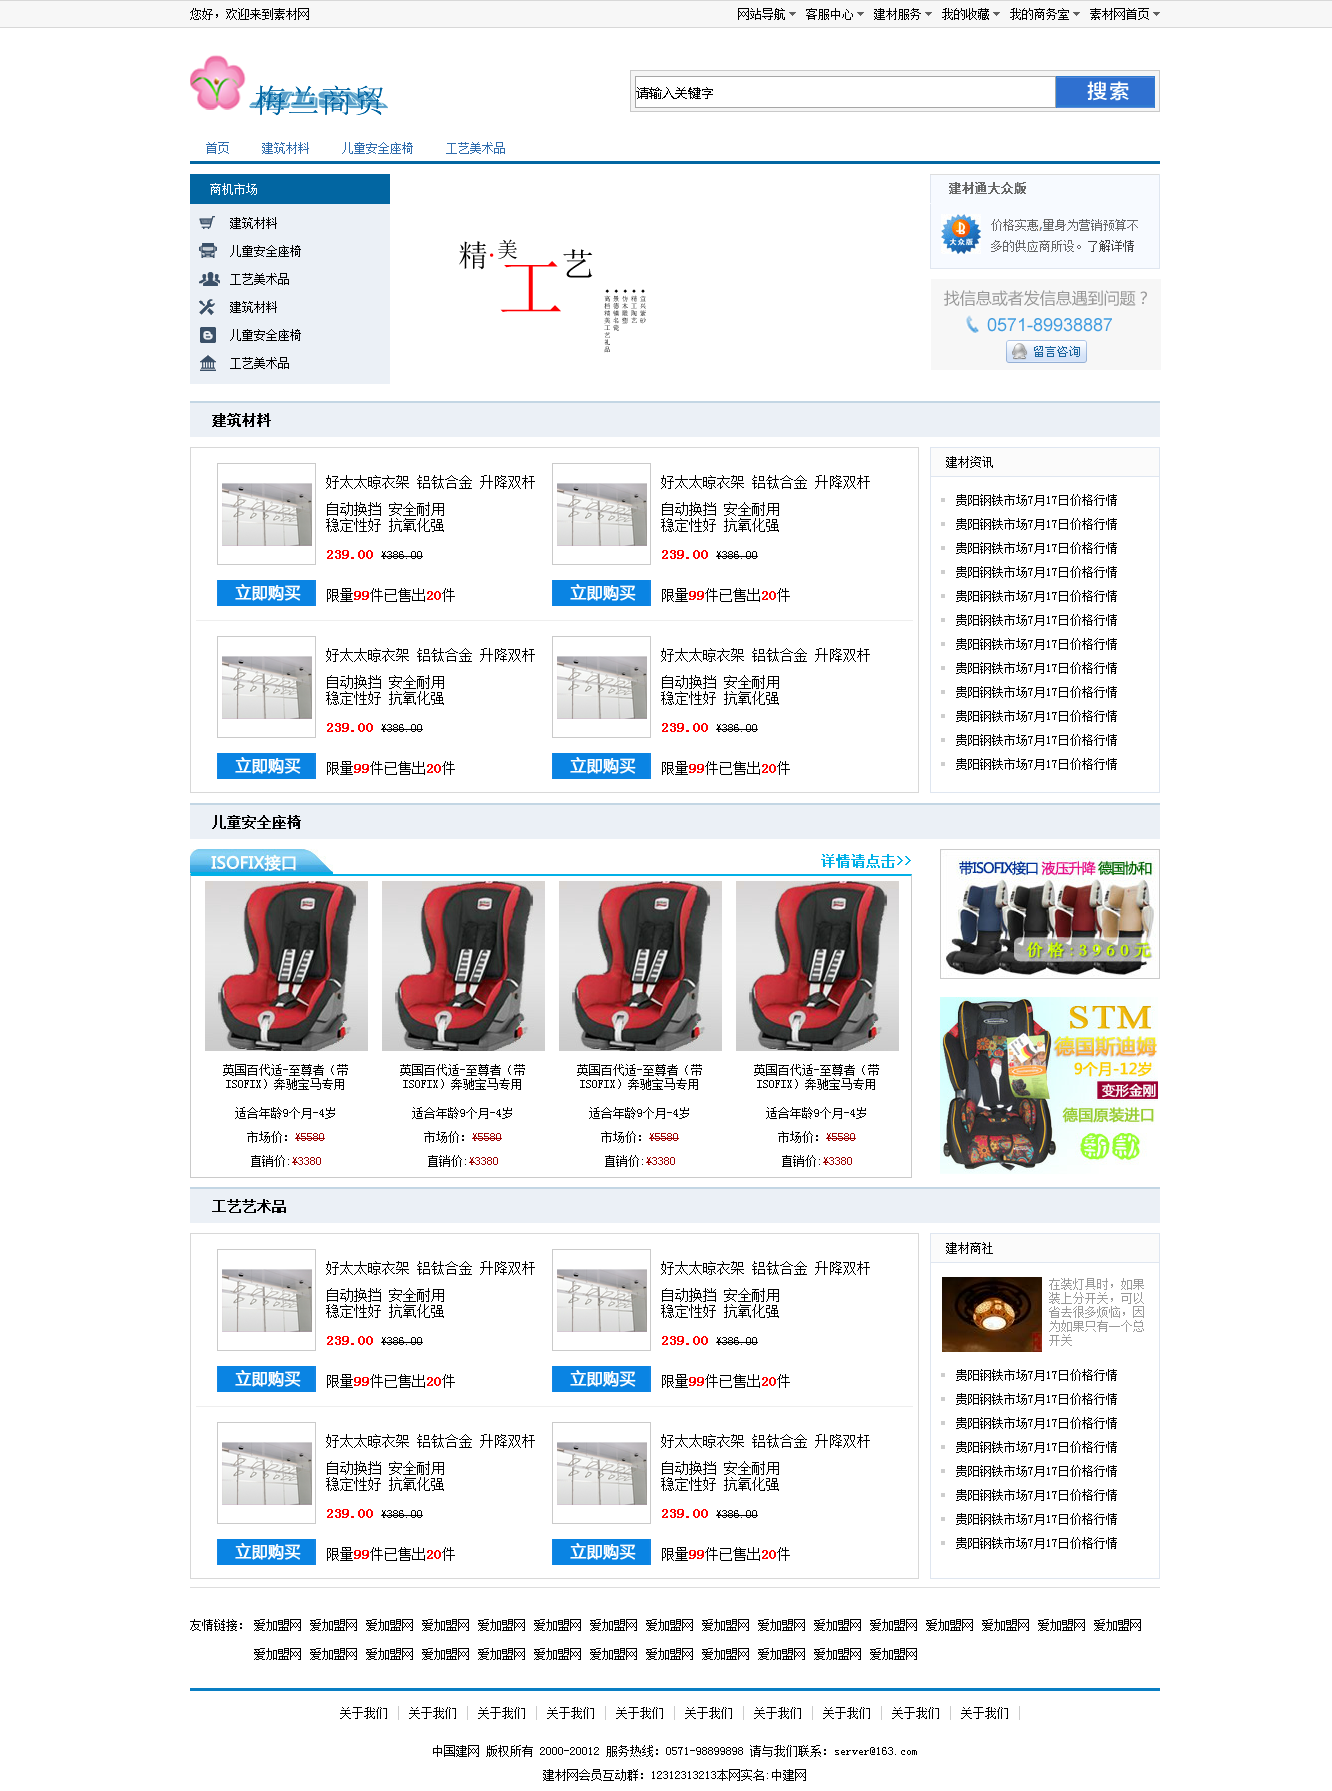 您好，欢迎来到素材网
网站导航 客服中心 建材服务 我的收藏 我的商务室 素材网首页
梅兰商贸
请输入关键字 搜索
首页 建筑材料 儿童安全座椅 工艺美术品
商机市场
建筑材料
儿童安全座椅
工艺美术品
建筑材料
儿童安全座椅
工艺美术品
精·美工艺
宜兴紫砂
精工陶艺
仿木雕塑
景德镇名瓷
高档精美工艺礼品
建材通大众版
大众版
价格实惠,量身为营销预算不
多的供应商所设。了解详情
找信息或者发信息遇到问题？
0571-89938887
留言咨询
建筑材料
好太太晾衣架 铝钛合金 升降双杆
自动换挡 安全耐用
稳定性好 抗氧化强
239.00 ¥386.00
立即购买 限量99件已售出20件
好太太晾衣架 铝钛合金 升降双杆
自动换挡 安全耐用
稳定性好 抗氧化强
239.00 ¥386.00
立即购买 限量99件已售出20件
好太太晾衣架 铝钛合金 升降双杆
自动换挡 安全耐用
稳定性好 抗氧化强
239.00 ¥386.00
立即购买 限量99件已售出20件
好太太晾衣架 铝钛合金 升降双杆
自动换挡 安全耐用
稳定性好 抗氧化强
239.00 ¥386.00
立即购买 限量99件已售出20件
建材资讯
贵阳钢铁市场7月17日价格行情
贵阳钢铁市场7月17日价格行情
贵阳钢铁市场7月17日价格行情
贵阳钢铁市场7月17日价格行情
贵阳钢铁市场7月17日价格行情
贵阳钢铁市场7月17日价格行情
贵阳钢铁市场7月17日价格行情
贵阳钢铁市场7月17日价格行情
贵阳钢铁市场7月17日价格行情
贵阳钢铁市场7月17日价格行情
贵阳钢铁市场7月17日价格行情
贵阳钢铁市场7月17日价格行情
儿童安全座椅
ISOFIX接口 详情请点击>>
英国百代适-至尊者（带
ISOFIX）奔驰宝马专用
适合年龄9个月-4岁
市场价：¥5580
直销价:¥3380
英国百代适-至尊者（带
ISOFIX）奔驰宝马专用
适合年龄9个月-4岁
市场价：¥5580
直销价:¥3380
英国百代适-至尊者（带
ISOFIX）奔驰宝马专用
适合年龄9个月-4岁
市场价：¥5580
直销价:¥3380
英国百代适-至尊者（带
ISOFIX）奔驰宝马专用
适合年龄9个月-4岁
市场价：¥5580
直销价:¥3380
带ISOFIX接口 液压升降 德国协和
价格:3960元
STM
德国斯迪姆
9个月-12岁
变形金刚
德国原装进口
新款
工艺艺术品
好太太晾衣架 铝钛合金 升降双杆
自动换挡 安全耐用
稳定性好 抗氧化强
239.00 ¥386.00
立即购买 限量99件已售出20件
好太太晾衣架 铝钛合金 升降双杆
自动换挡 安全耐用
稳定性好 抗氧化强
239.00 ¥386.00
立即购买 限量99件已售出20件
好太太晾衣架 铝钛合金 升降双杆
自动换挡 安全耐用
稳定性好 抗氧化强
239.00 ¥386.00
立即购买 限量99件已售出20件
好太太晾衣架 铝钛合金 升降双杆
自动换挡 安全耐用
稳定性好 抗氧化强
239.00 ¥386.00
立即购买 限量99件已售出20件
建材商社
在装灯具时，如果
装上分开关，可以
省去很多烦恼，因
为如果只有一个总
开关
贵阳钢铁市场7月17日价格行情
贵阳钢铁市场7月17日价格行情
贵阳钢铁市场7月17日价格行情
贵阳钢铁市场7月17日价格行情
贵阳钢铁市场7月17日价格行情
贵阳钢铁市场7月17日价格行情
贵阳钢铁市场7月17日价格行情
贵阳钢铁市场7月17日价格行情
友情链接： 爱加盟网 爱加盟网 爱加盟网 爱加盟网 爱加盟网 爱加盟网 爱加盟网 爱加盟网 爱加盟网 爱加盟网 爱加盟网 爱加盟网 爱加盟网 爱加盟网 爱加盟网 爱加盟网
爱加盟网 爱加盟网 爱加盟网 爱加盟网 爱加盟网 爱加盟网 爱加盟网 爱加盟网 爱加盟网 爱加盟网 爱加盟网 爱加盟网
关于我们 关于我们 关于我们 关于我们 关于我们 关于我们 关于我们 关于我们 关于我们 关于我们
中国建网 版权所有 2000-20012 服务热线：0571-98899898 请与我们联系：server@163.com
建材网会员互动群：12312313213本网实名:中建网